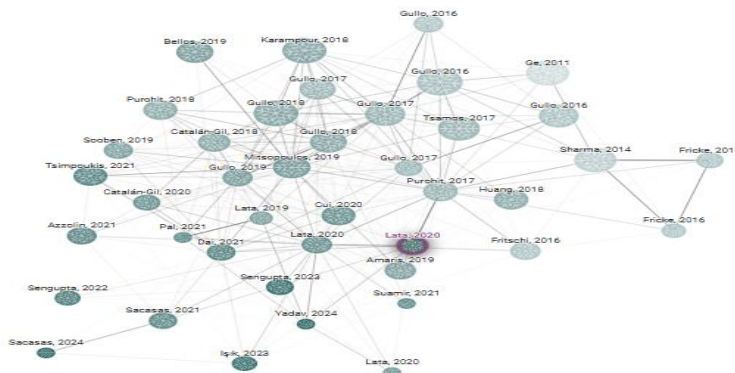 Gullo, 2016
Bellos, 2019
Karampour, 2018
Ge, 2011
Gullo, 2017
Gullo, 2016
Purohit, 2018
Gullo, 2018
Gullo, 2017
Gullo, 2016
Tsamos, 2017
Catalán-Gil, 2018
Gullo, 2018
Sooben, 2019
Sharma, 2014
Mitsopoulos, 2019
Gullo, 2017
Fricke, 201
Tsimpoukis, 2021
Gullo, 2019
Purohit, 2017
Catalán-Gil, 2020
Huang, 2018
Lata, 2019
Cui, 2020
Fricke, 2016
Pal, 2021
Azzolin, 2021
Lata, 2020
Lata, 2020
Dai, 2021
Fritschi, 2016
Amaris, 2019
Sengupta, 2023
Sengupta, 2022
Suamir, 2021
Sacasas, 2021
Yadav, 2024
Sacasas, 2024
Işık, 2023
Lata, 2020